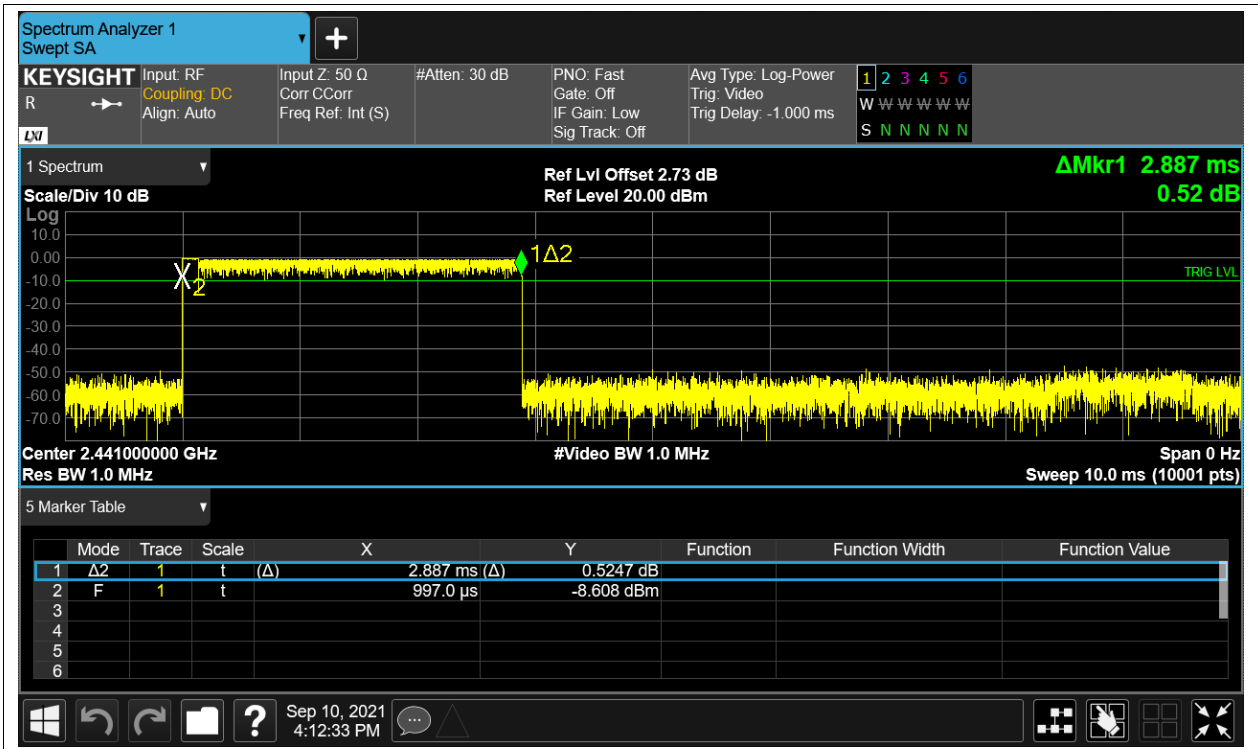 Spectrum Analyzer 1
Swept SA
+
KEYSIGHT Input: RF Input Z: 50 Ω #Atten: 30 dB PNO: Fast Avg Type: Log-Power 1 2 3 4 5 6
R Coupling: DC Corr CCorr Gate: Off Trig: Video W W W W W W
Align: Auto Freq Ref: Int (S) IF Gain: Low Trig Delay: -1.000 ms
LXI Sig Track: Off S N N N N N
1 Spectrum Ref Lvl Offset 2.73 dB ΔMkr1 2.887 ms
Scale/Div 10 dB Ref Level 20.00 dBm 0.52 dB
Log
10.0
0.00 1Δ2
-10.0 X2 TRIG LVL
-20.0
-30.0
-40.0
-50.0
-60.0
-70.0
Center 2.441000000 GHz #Video BW 1.0 MHz Span 0 Hz
Res BW 1.0 MHz Sweep 10.0 ms (10001 pts)
5 Marker Table
Mode Trace Scale X Y Function Function Width Function Value
1 Δ2 1 t (Δ) 2.887 ms (Δ) 0.5247 dB
2 F 1 t 997.0 µs -8.608 dBm
3
4
5
6
? Sep 10, 2021
4:12:33 PM